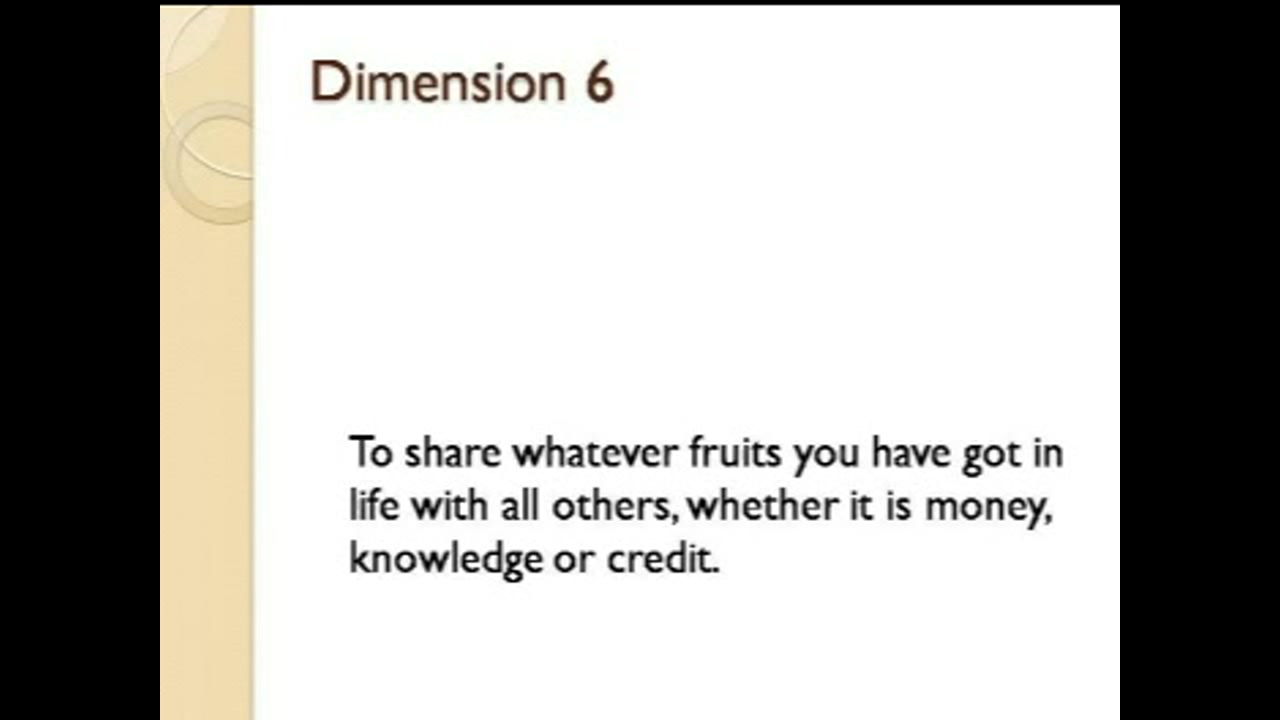 Dimension 6
To share whatever fruits you have got in
life with all others, whether it is money,
knowledge or credit.